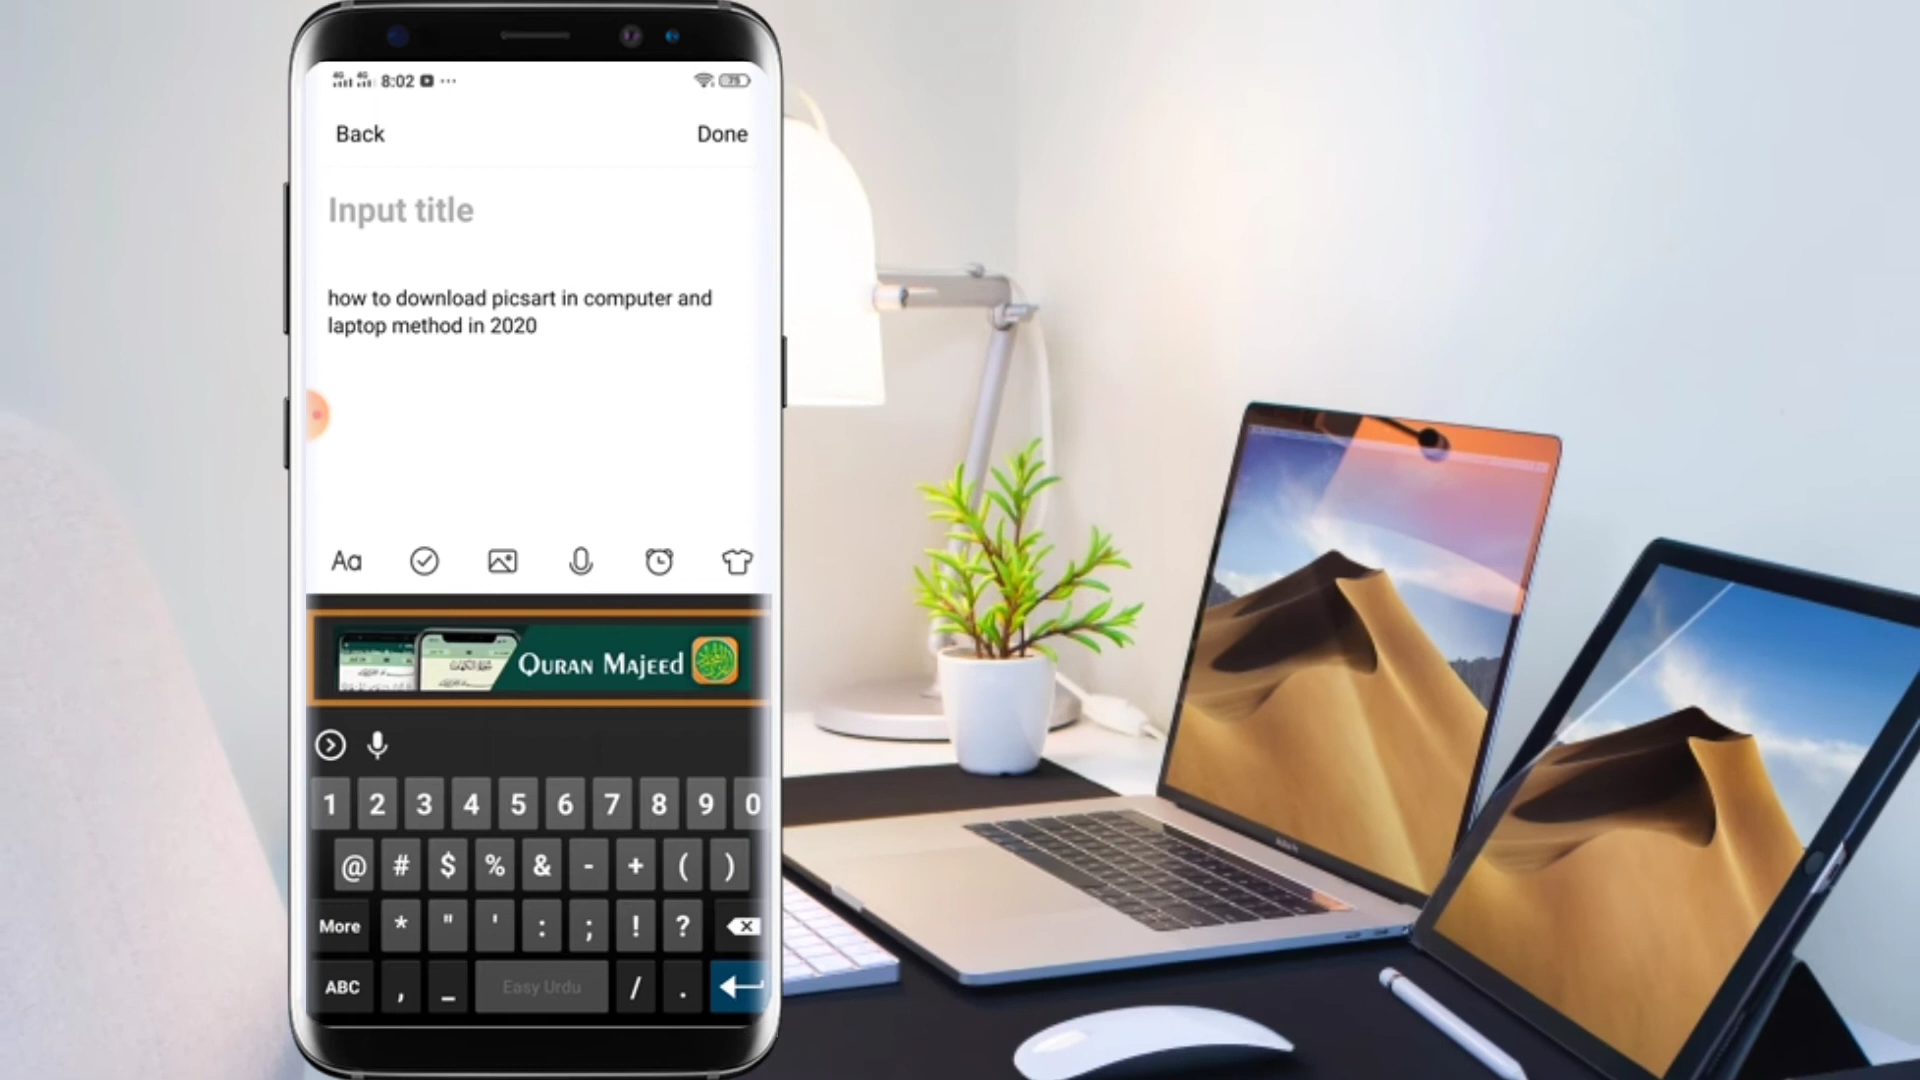 8:02
75
Back
Done
Input title
how to download picsart in computer and
laptop method in 2020
Aa
QURAN MAJEED
1 2 3 4 5 6 7 8 9 0
@ # $ % & - + ( )
More * " ' : ; ! ?
ABC , _ Easy Urdu / .